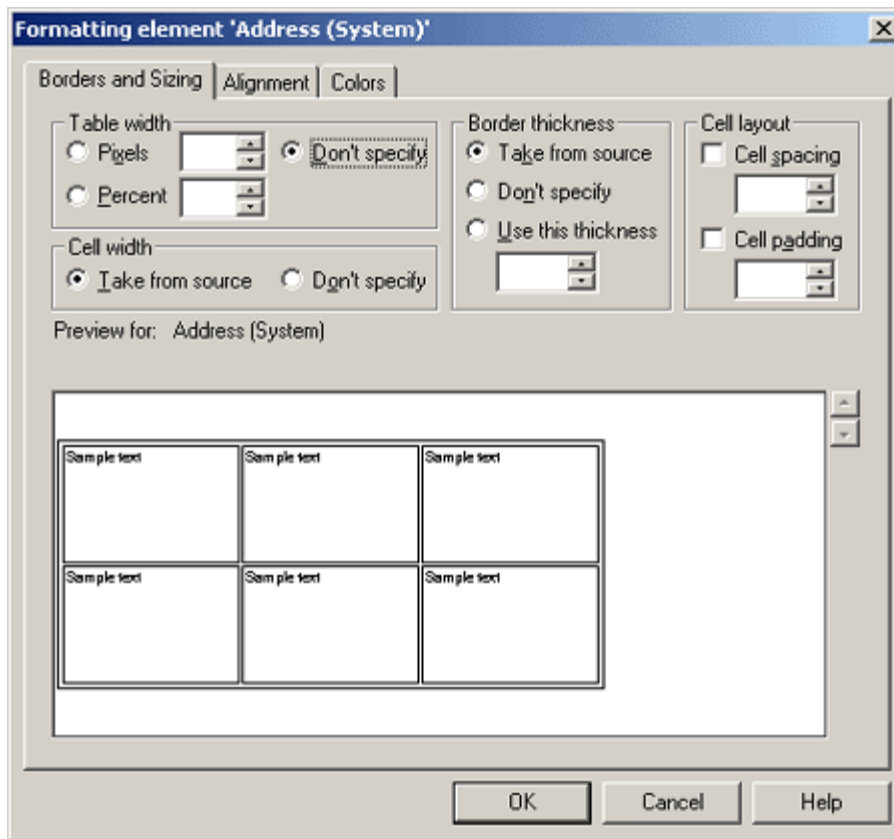 Formatting element 'Address (System)'
Borders and Sizing
Alignment
Colors
Table width
Pixels
Don't specify
Percent
Cell width
Take from source
Don't specify
Border thickness
Take from source
Don't specify
Use this thickness
Cell layout
Cell spacing
Cell padding
Preview for: Address (System)
Sample text
Sample text
Sample text
Sample text
Sample text
Sample text
OK
Cancel
Help